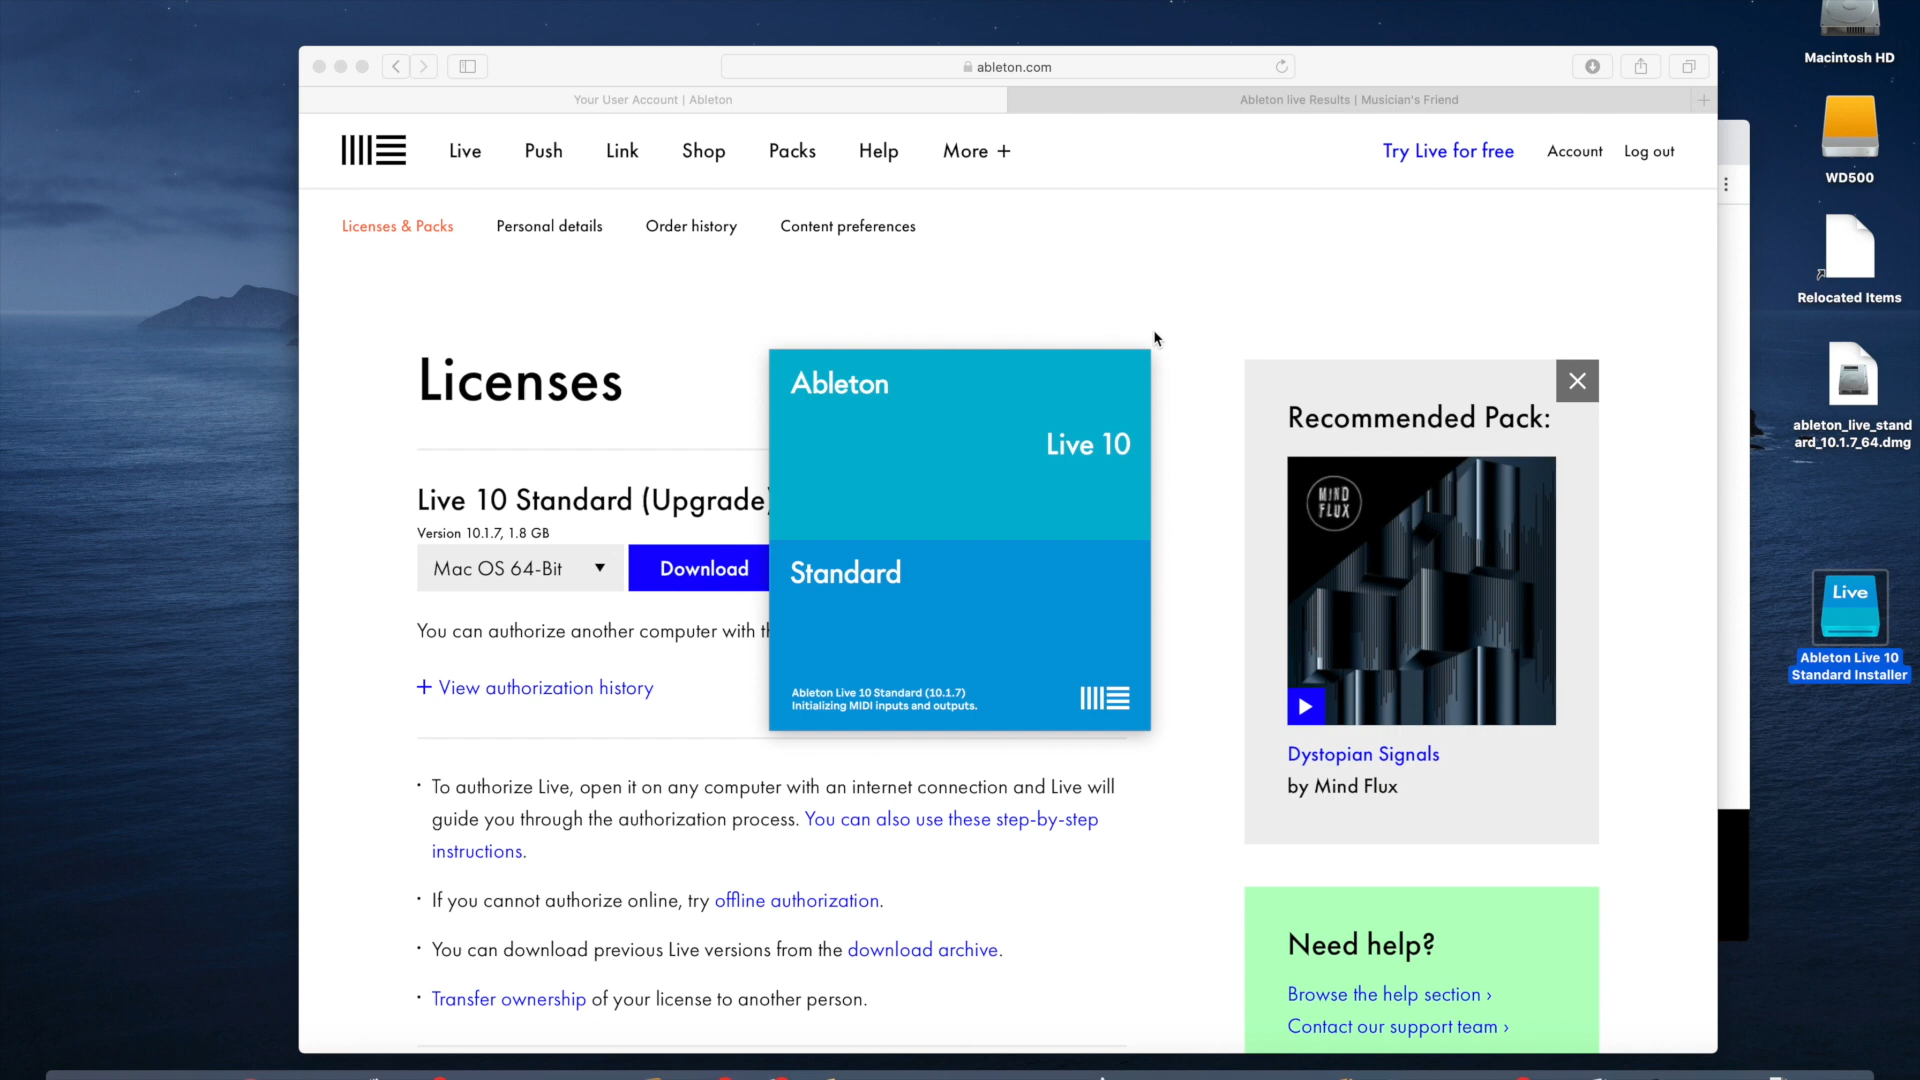 ableton.com
Your User Account | Ableton
Ableton live Results | Musician's Friend
Live
Push
Link
Shop
Packs
Help
More +
Try Live for free
Account
Log out
Licenses & Packs
Personal details
Order history
Content preferences
Licenses
Live 10 Standard (Upgrade)
Version 10.1.7, 1.8 GB
Mac OS 64-Bit
Download
You can authorize another computer with th
+ View authorization history
Ableton
Live 10
Standard
Ableton Live 10 Standard (10.1.7)
Initializing MIDI inputs and outputs.
· To authorize Live, open it on any computer with an internet connection and Live will
guide you through the authorization process. You can also use these step-by-step
instructions.
· If you cannot authorize online, try offline authorization.
· You can download previous Live versions from the download archive.
· Transfer ownership of your license to another person.
Recommended Pack:
MIND
FLUX
Dystopian Signals
by Mind Flux
Need help?
Browse the help section ›
Contact our support team ›
Macintosh HD
WD500
Relocated Items
ableton_live_stand
ard_10.1.7_64.dmg
Live
Ableton Live 10
Standard Installer